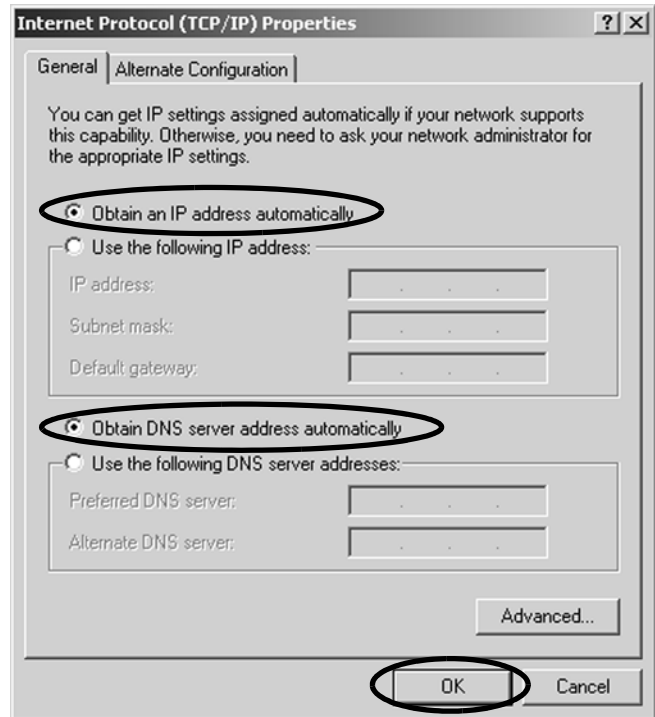 Internet Protocol (TCP/IP) Properties ? ×
General Alternate Configuration
You can get IP settings assigned automatically if your network supports
this capability. Otherwise, you need to ask your network administrator for
the appropriate IP settings.
Obtain an IP address automatically
Use the following IP address:
IP address:
Subnet mask:
Default gateway:
Obtain DNS server address automatically
Use the following DNS server addresses:
Preferred DNS server:
Alternate DNS server:
Advanced...
OK Cancel